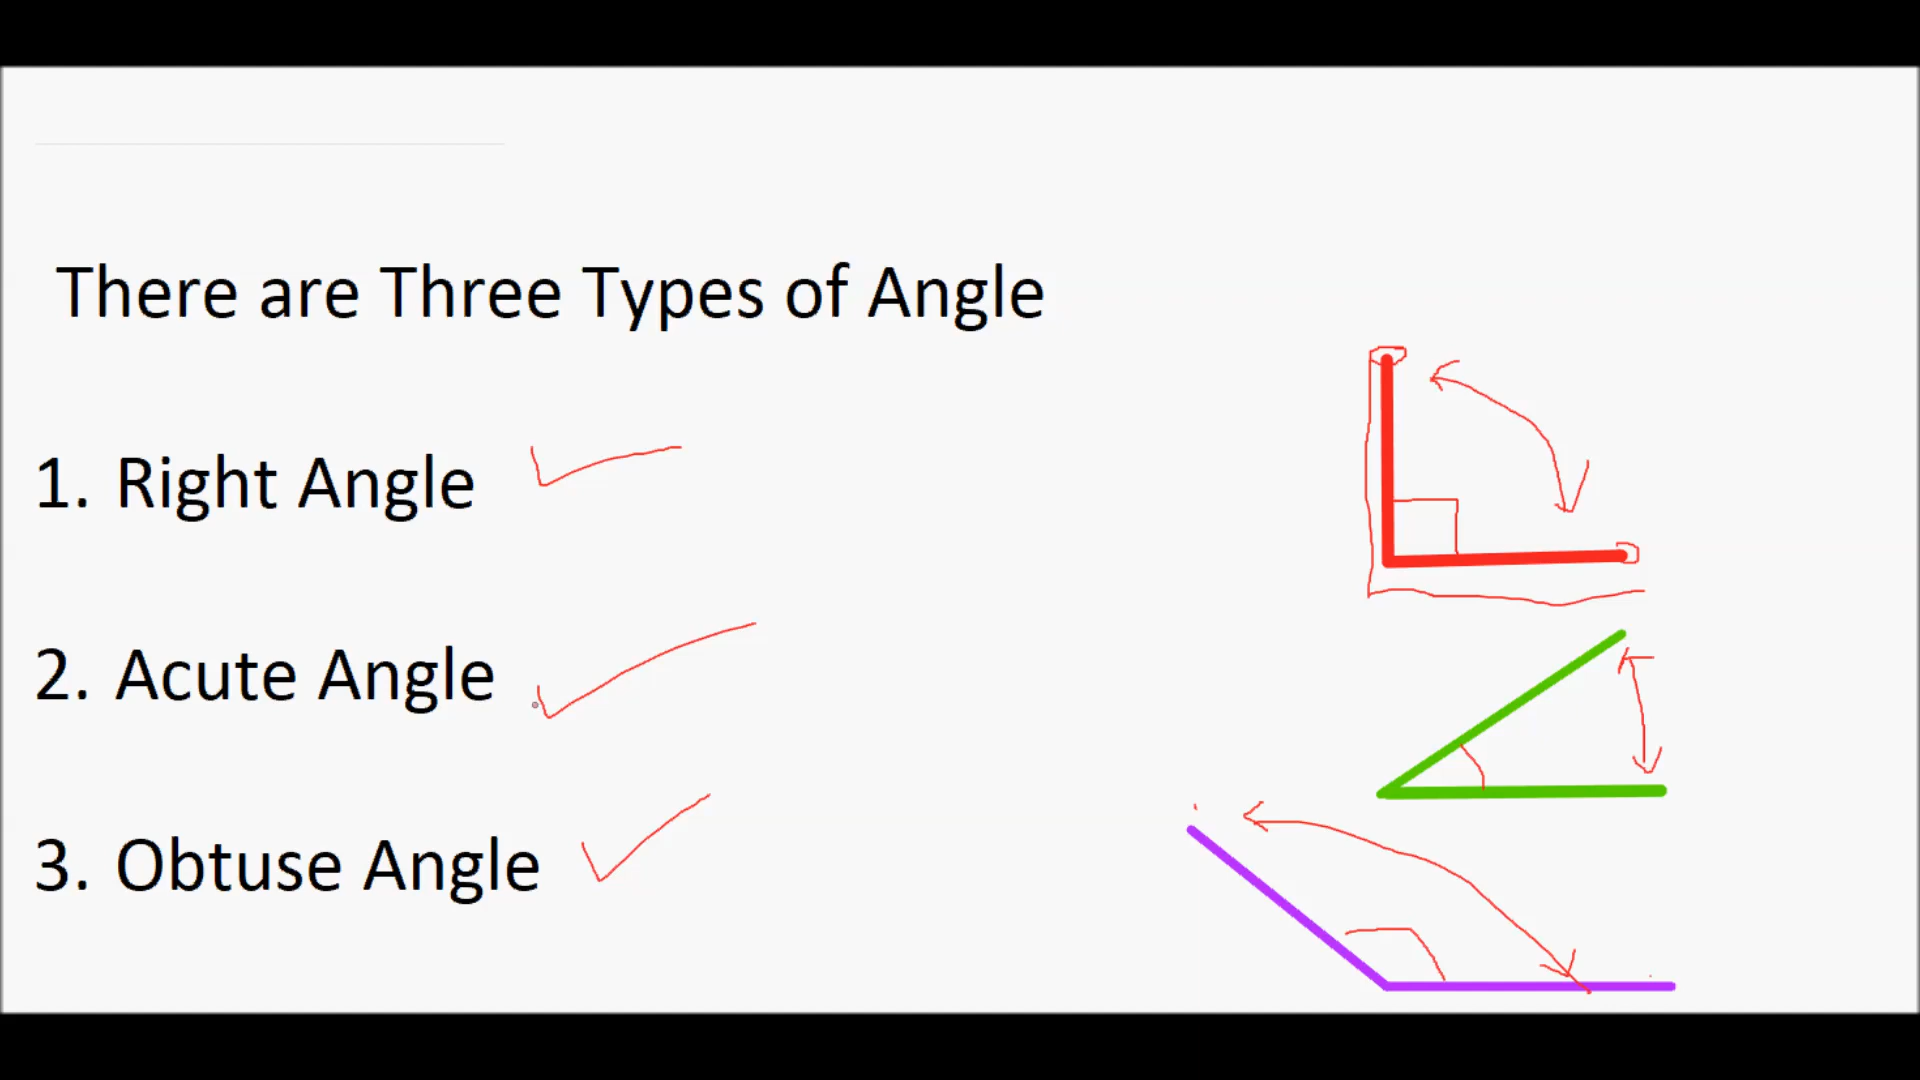 There are Three Types of Angle
1. Right Angle
2. Acute Angle
3. Obtuse Angle